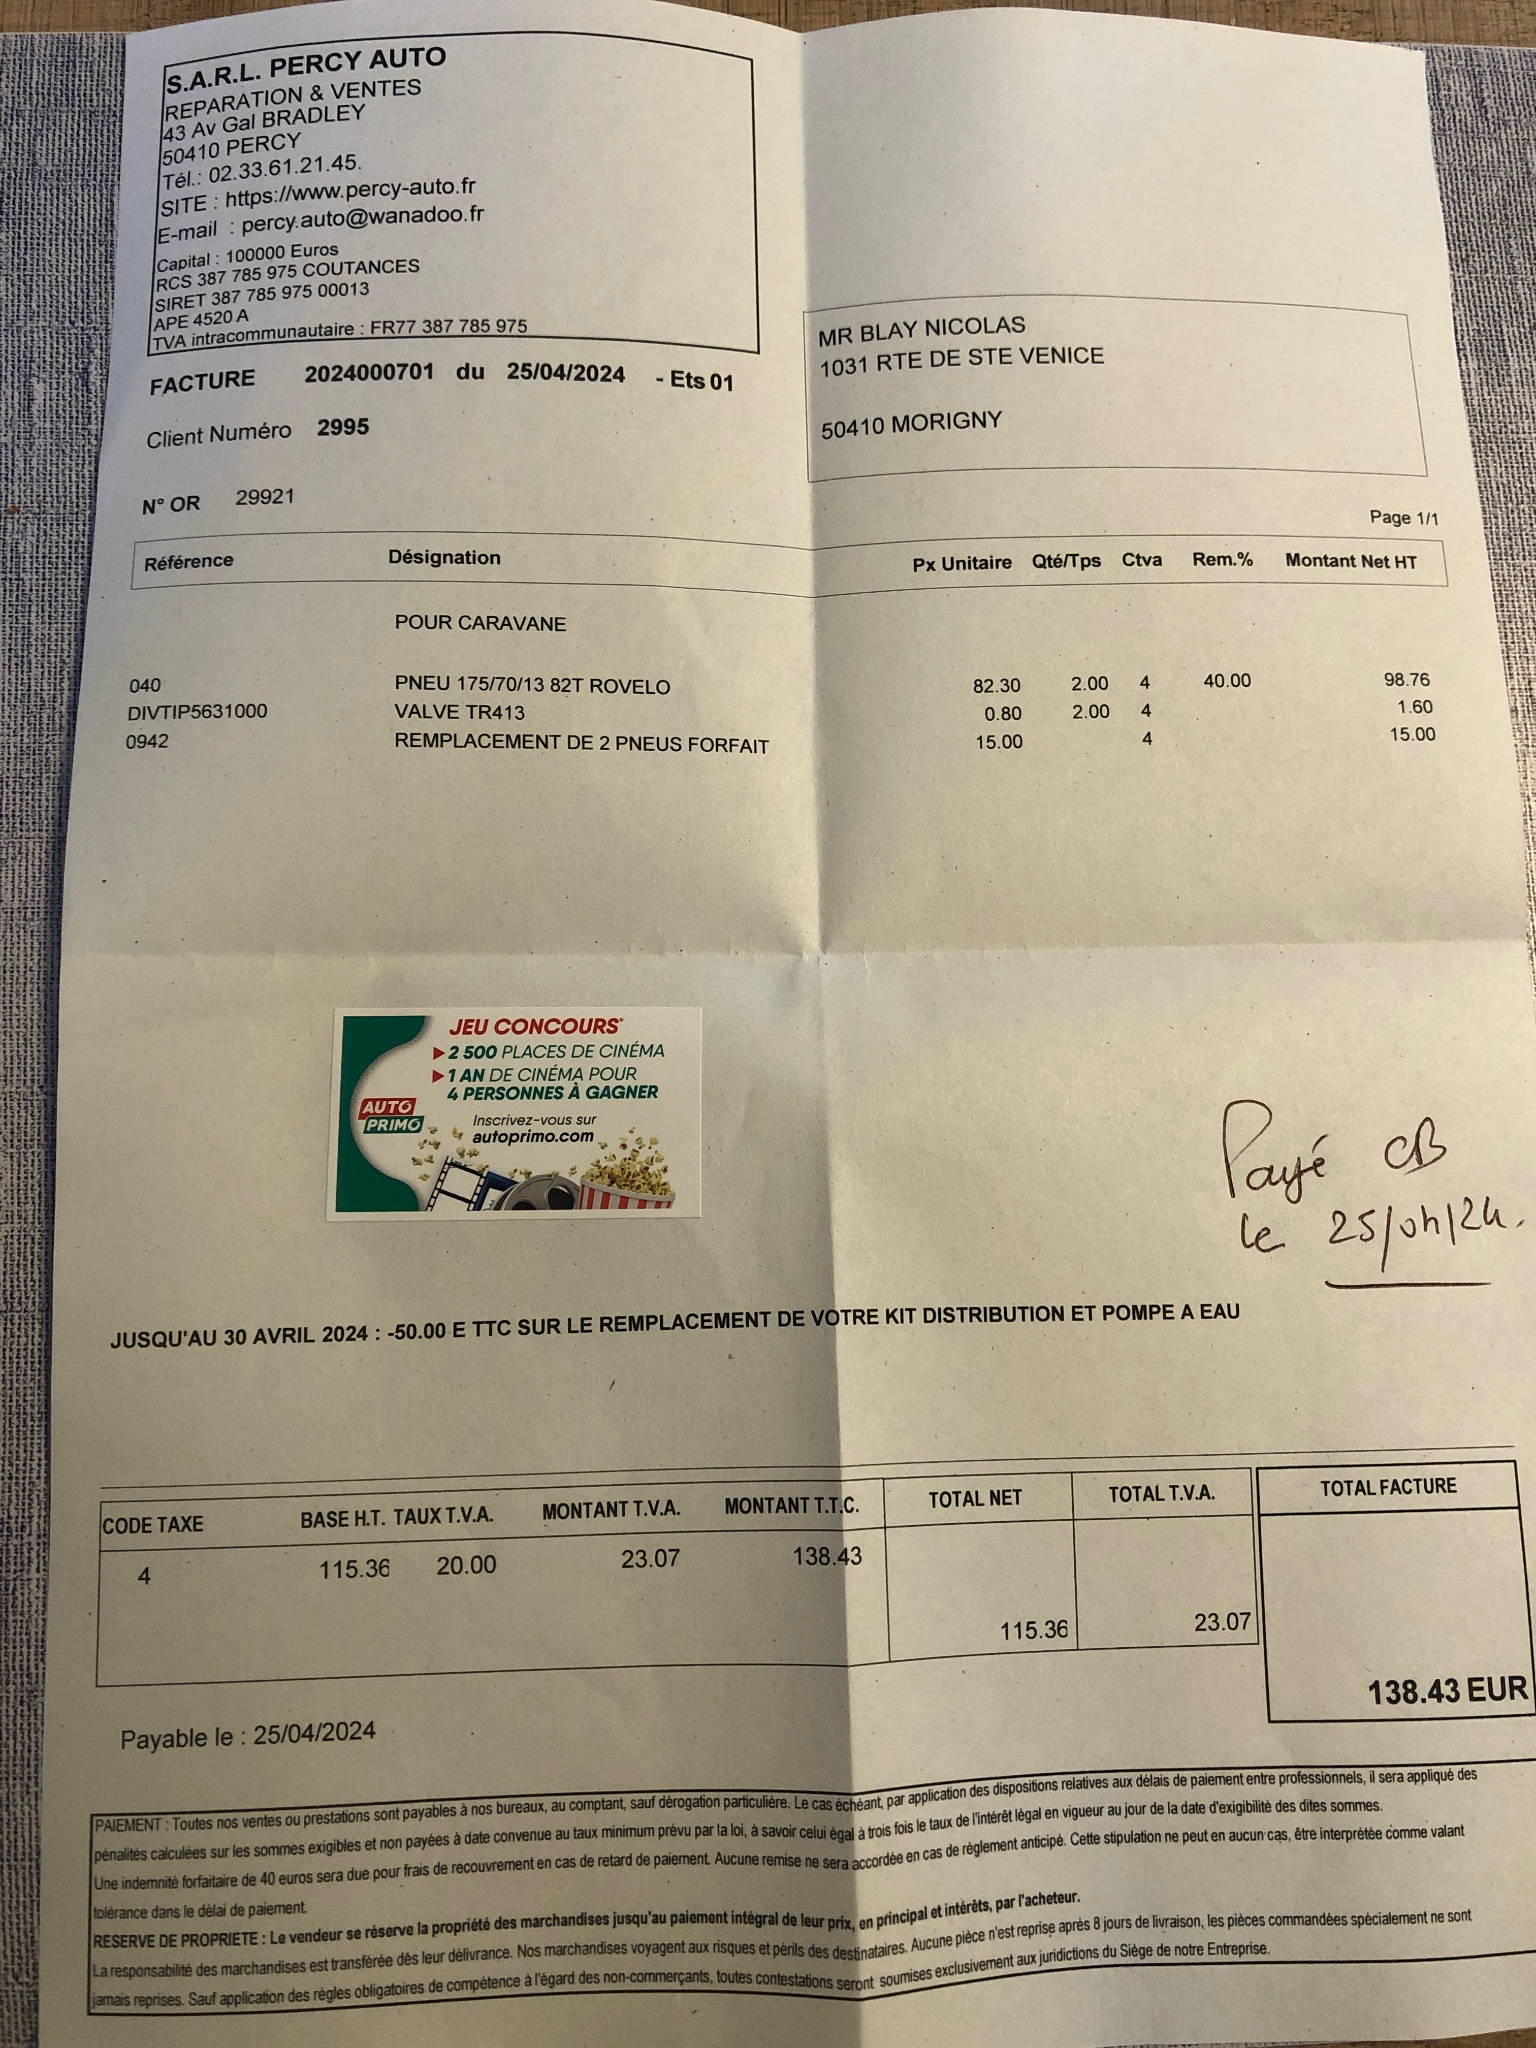 S.A.R.L. PERCY AUTO
REPARATION & VENTES
43 Av Gal BRADLEY
50410 PERCY
Tél.: 02.33.61.21.45.
SITE : https://www.percy-auto.fr
E-mail : percy.auto@wanadoo.fr
Capital : 100000 Euros
RCS 387 785 975 COUTANCES
SIRET 387 785 975 00013
APE 4520 A
TVA intracommunautaire : FR77 387 785 975
MR BLAY NICOLAS
1031 RTE DE STE VENICE
50410 MORIGNY
FACTURE 2024000701 du 25/04/2024 - Ets 01
Client Numéro 2995
N° OR 29921
Page 1/1
Référence Désignation Px Unitaire Qté/Tps Ctva Rem.% Montant Net HT
POUR CARAVANE
040 PNEU 175/70/13 82T ROVELO 82.30 2.00 4 40.00 98.76
DIVTIP5631000 VALVE TR413 0.80 2.00 4 1.60
0942 REMPLACEMENT DE 2 PNEUS FORFAIT 15.00 4 15.00
JEU CONCOURS*
2 500 PLACES DE CINÉMA
1 AN DE CINÉMA POUR
4 PERSONNES À GAGNER
AUTO
PRIMO
Inscrivez-vous sur
autoprimo.com
Payé CB
le 25/04/24.
JUSQU'AU 30 AVRIL 2024 : -50.00 E TTC SUR LE REMPLACEMENT DE VOTRE KIT DISTRIBUTION ET POMPE A EAU
CODE TAXE BASE H.T. TAUX T.V.A. MONTANT T.V.A. MONTANT T.T.C. TOTAL NET TOTAL T.V.A. TOTAL FACTURE
4 115.36 20.00 23.07 138.43
115.36 23.07
138.43 EUR
Payable le : 25/04/2024
PAIEMENT : Toutes nos ventes ou prestations sont payables à nos bureaux, au comptant, sauf dérogation particulière. Le cas échéant, par application des dispositions relatives aux délais de paiement entre professionnels, il sera appliqué des
pénalités calculées sur les sommes exigibles et non payées à date convenue au taux minimum prévu par la loi, à savoir celui égal à trois fois le taux de l'intérêt légal en vigueur au jour de la date d'exigibilité des dites sommes.
Une indemnité forfaitaire de 40 euros sera due pour frais de recouvrement en cas de retard de paiement. Aucune remise ne sera accordée en cas de règlement anticipé. Cette stipulation ne peut en aucun cas, être interprétée comme valant
tolérance dans le délai de paiement.
RESERVE DE PROPRIETE : Le vendeur se réserve la propriété des marchandises jusqu'au paiement intégral de leur prix, en principal et intérêts, par l'acheteur.
La responsabilité des marchandises est transférée dès leur délivrance. Nos marchandises voyagent aux risques et périls des destinataires. Aucune pièce n'est reprise après 8 jours de livraison, les pièces commandées spécialement ne sont
jamais reprises. Sauf application des règles obligatoires de compétence à l'égard des non-commerçants, toutes contestations seront soumises exclusivement aux juridictions du Siège de notre Entreprise.